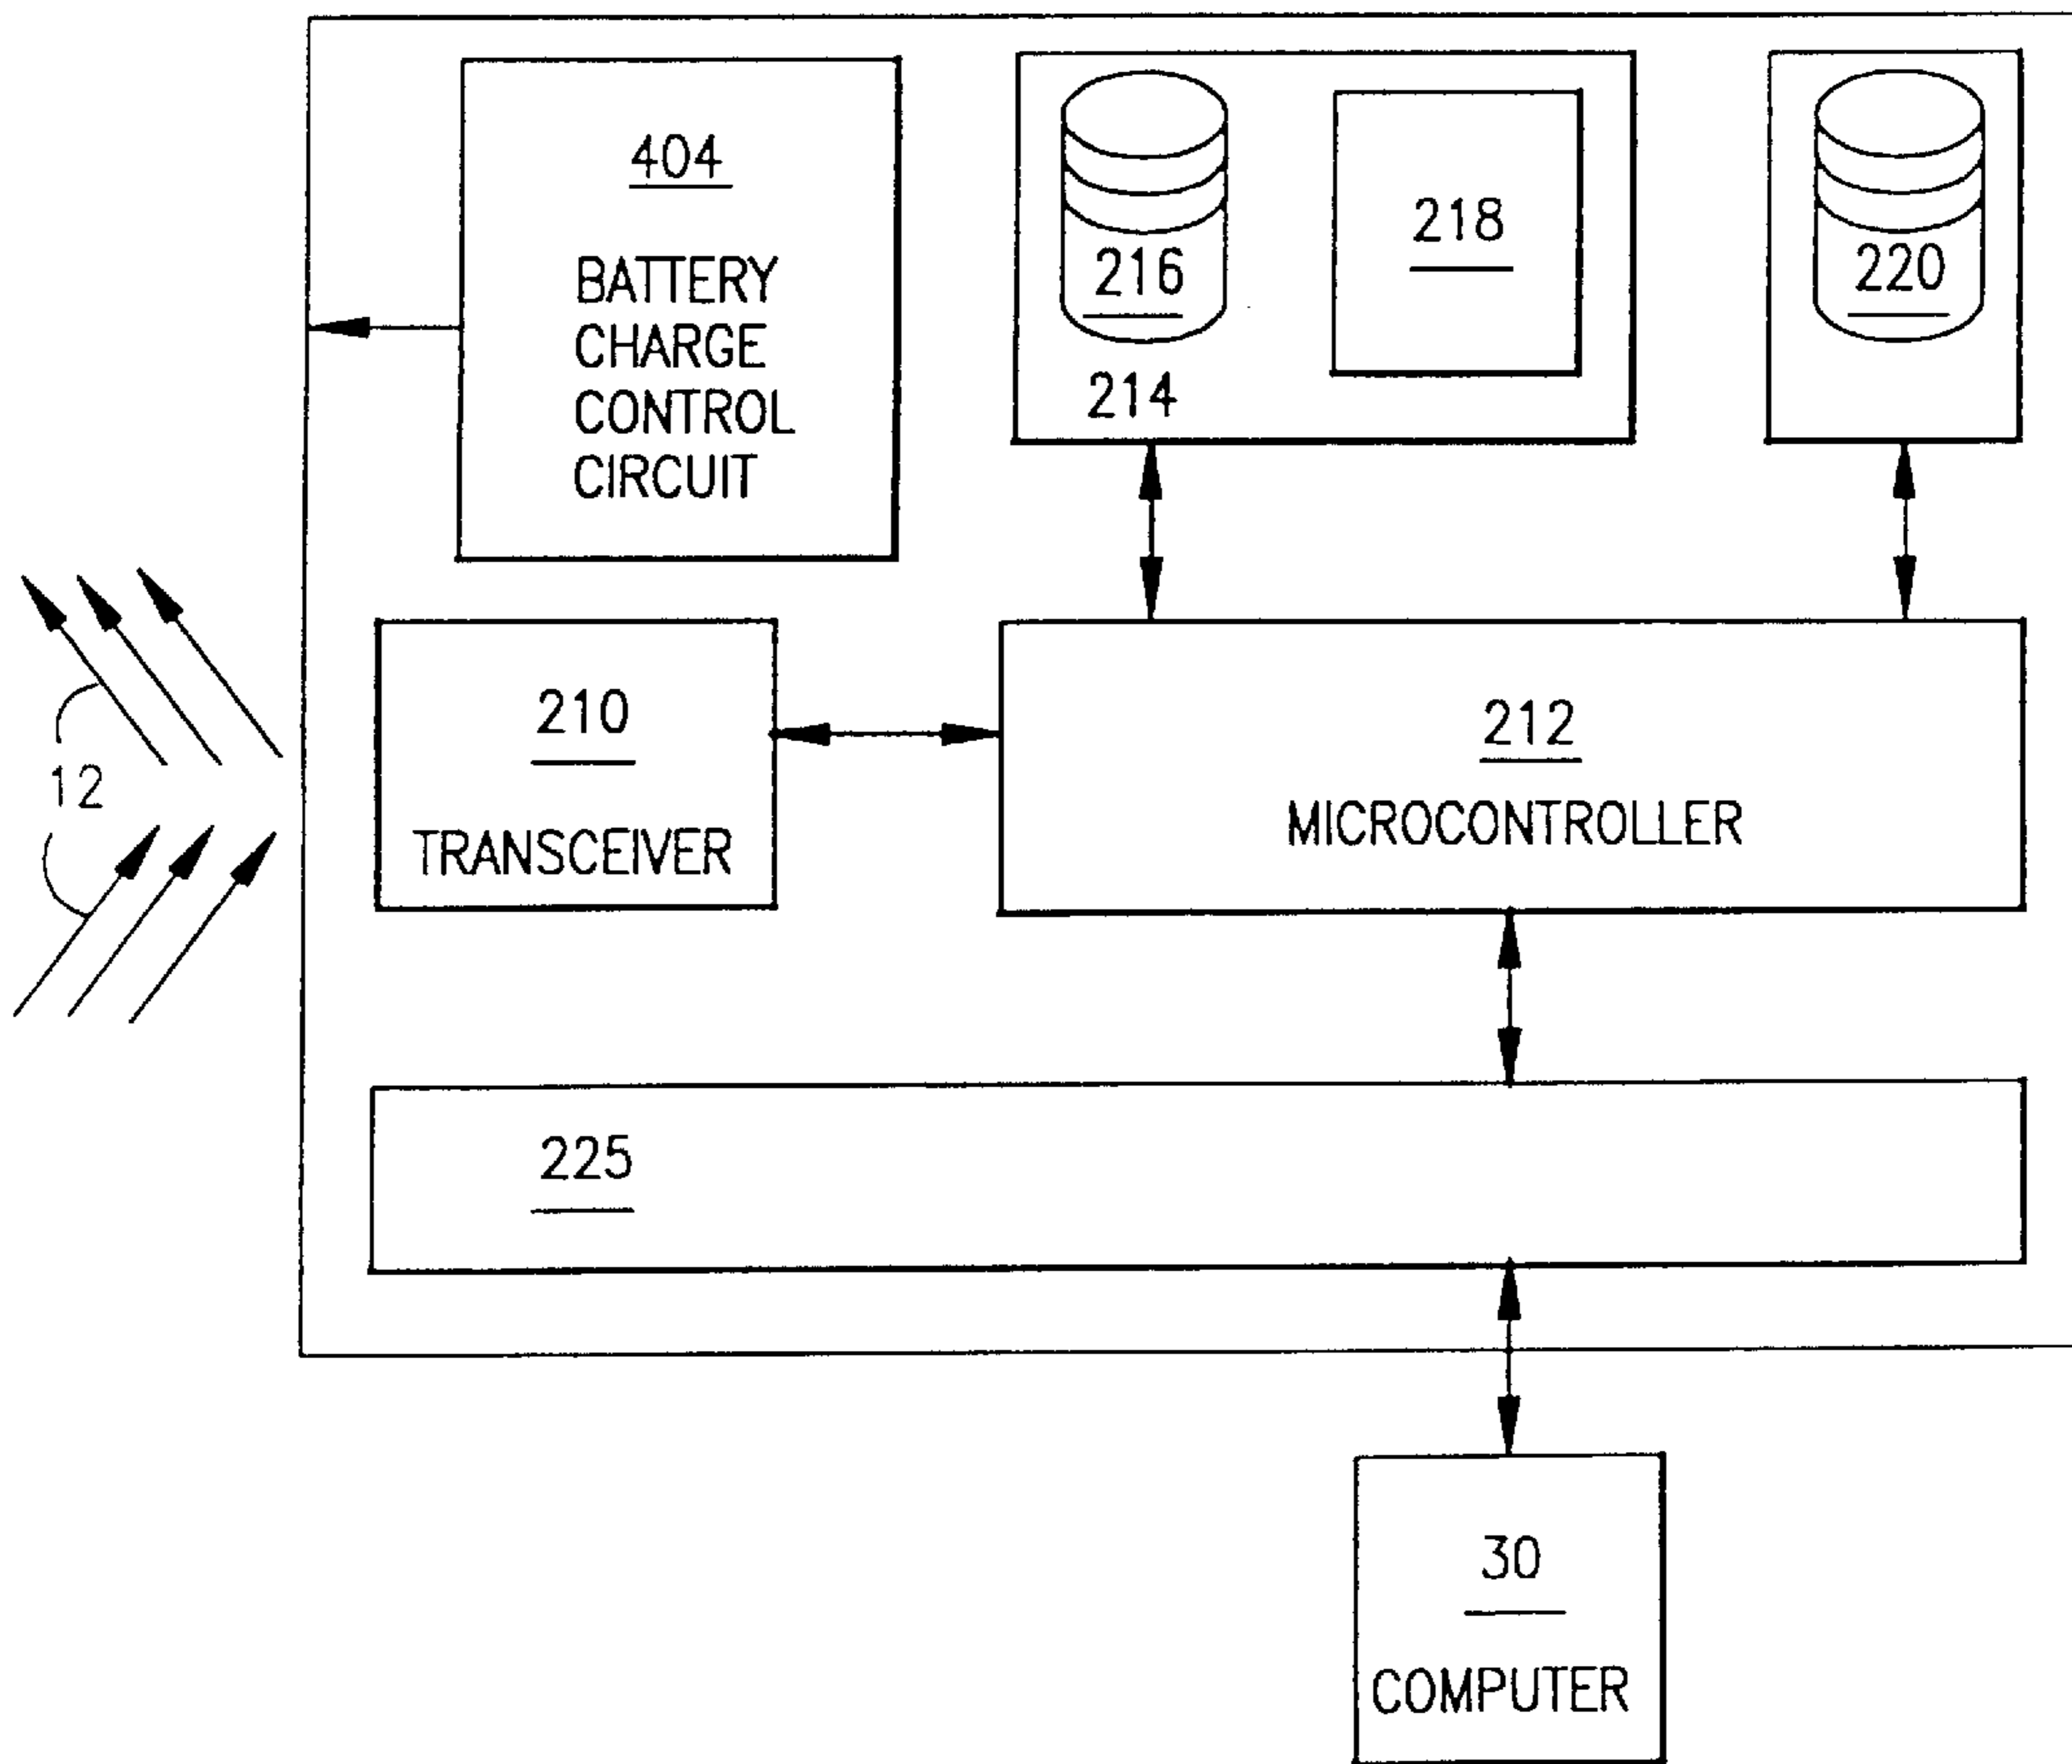 404
BATTERY
CHARGE
CONTROL
CIRCUIT
216
214
218
220
12
210
TRANSCEIVER
212
MICROCONTROLLER
225
30
COMPUTER